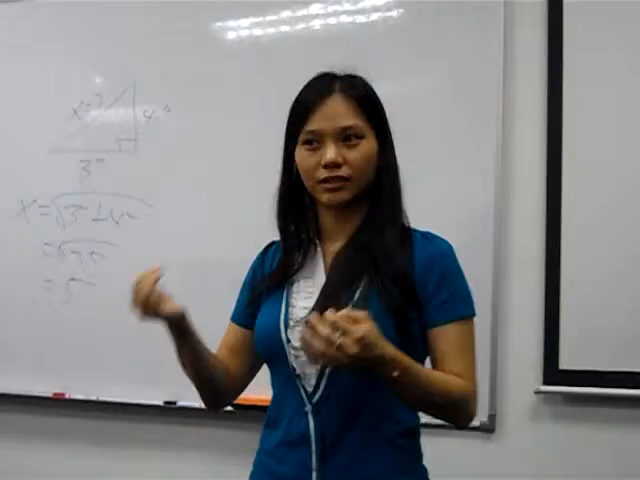 x=?
4"
3"
x=√3²+4²
=√25
=5"